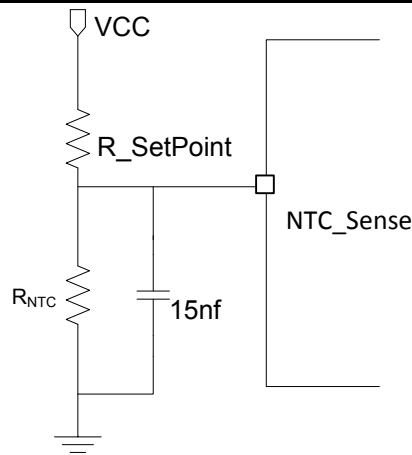 VCC
R_SetPoint
NTC_Sense
RNTC
15nf